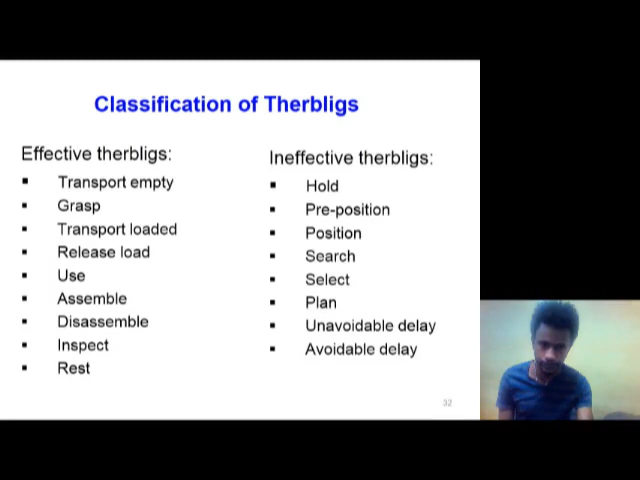 Classification of Therbligs
Effective therbligs:
▪ Transport empty
▪ Grasp
▪ Transport loaded
▪ Release load
▪ Use
▪ Assemble
▪ Disassemble
▪ Inspect
▪ Rest
Ineffective therbligs:
▪ Hold
▪ Pre-position
▪ Position
▪ Search
▪ Select
▪ Plan
▪ Unavoidable delay
▪ Avoidable delay
32